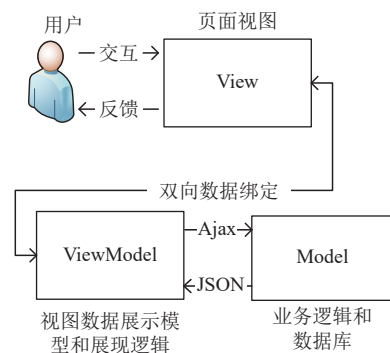 用户
页面视图
交互
View
反馈
双向数据绑定
ViewModel
Ajax
JSON
Model
视图数据展示模
型和展现逻辑
业务逻辑和
数据库